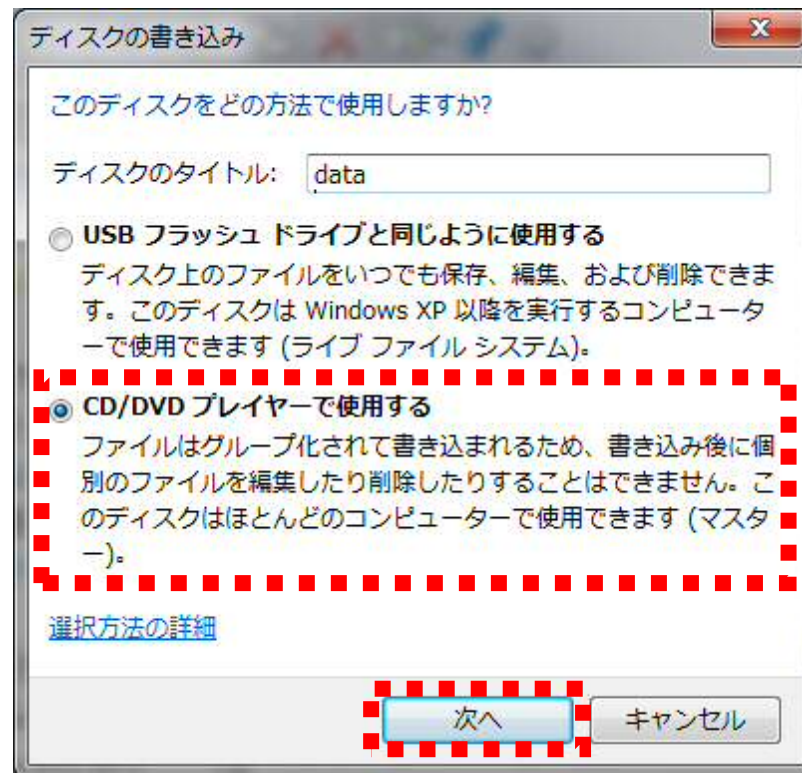 ディスクの書き込み
このディスクをどの方法で使用しますか?
ディスクのタイトル: data
USB フラッシュ ドライブと同じように使用する
ディスク上のファイルをいつでも保存、編集、および削除できま
す。このディスクは Windows XP 以降を実行するコンピュータ
ーで使用できます (ライブ ファイル システム)。
CD/DVD プレイヤーで使用する
ファイルはグループ化されて書き込まれるため、書き込み後に個
別のファイルを編集したり削除したりすることはできません。こ
のディスクはほとんどのコンピューターで使用できます (マスタ
ー)。
選択方法の詳細
次へ
キャンセル